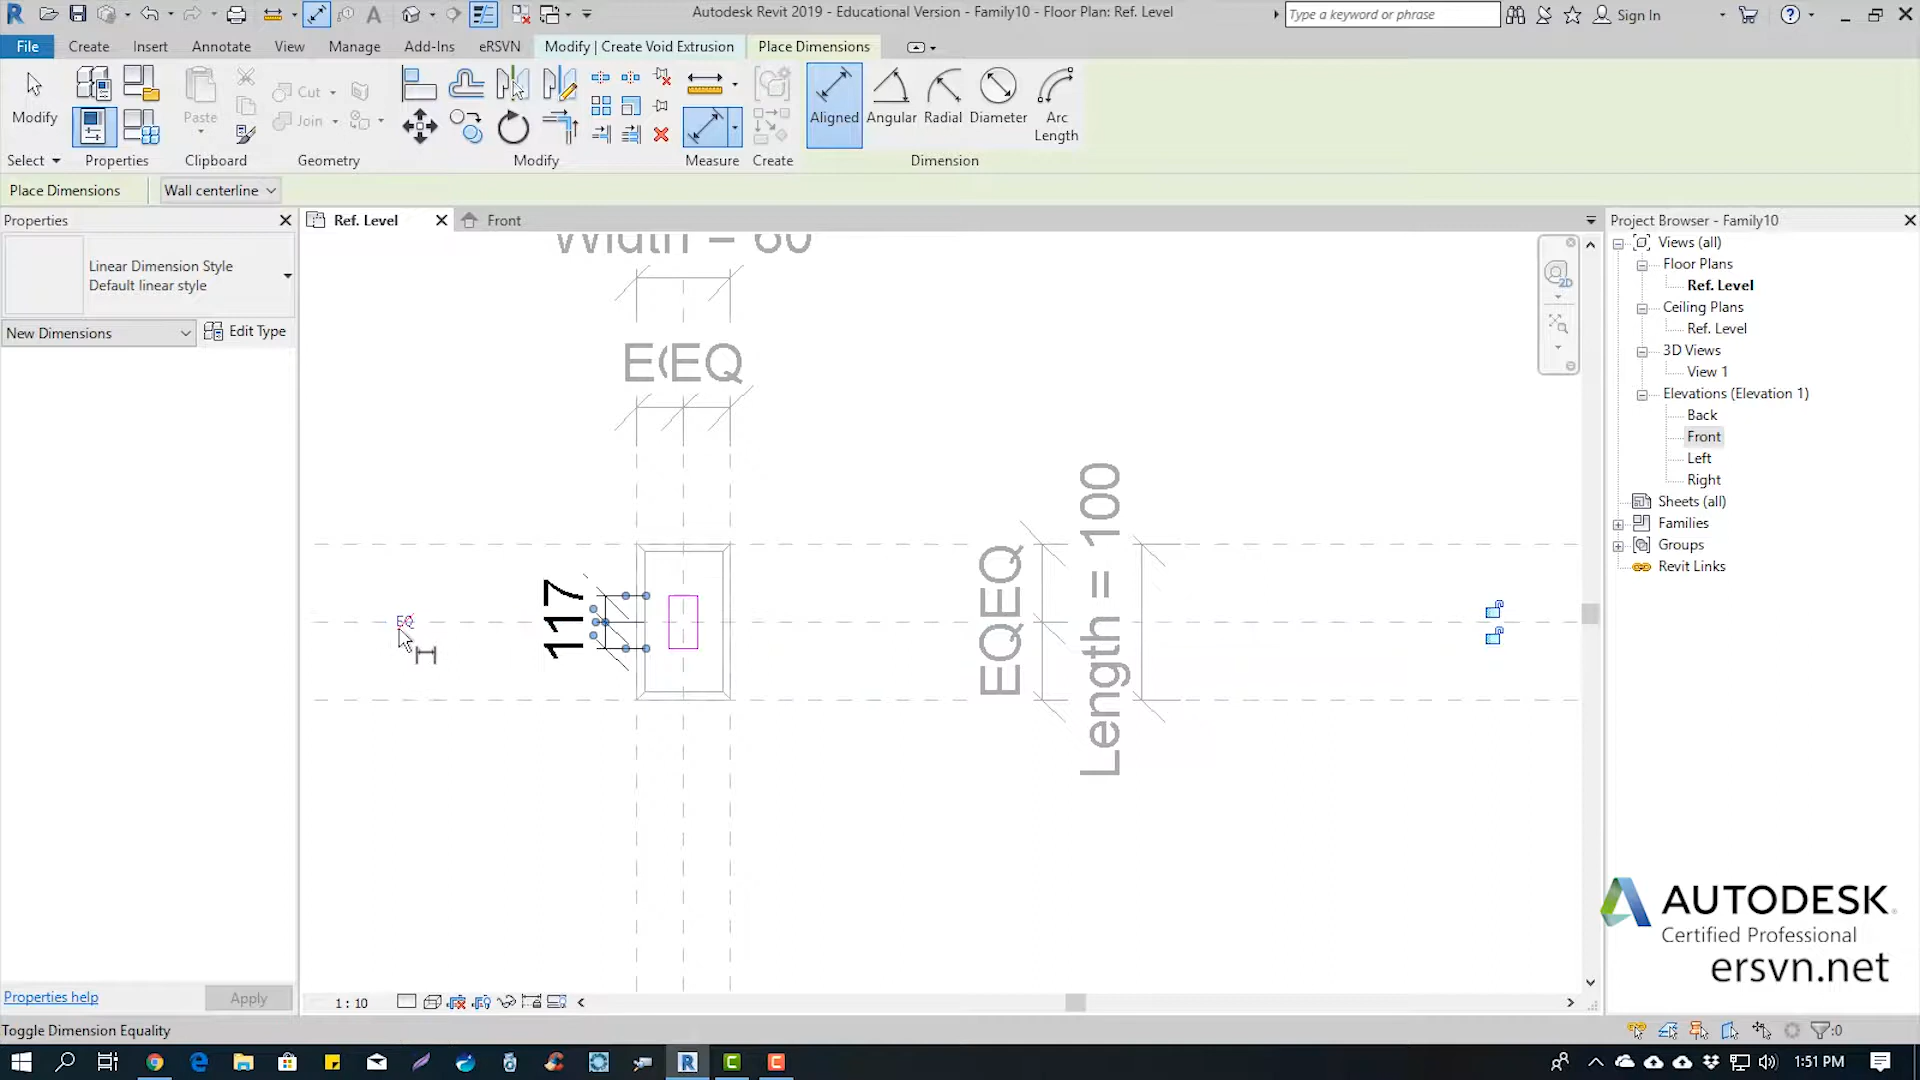 Autodesk Revit 2019 - Educational Version - Family10 - Floor Plan: Ref. Level
Type a keyword or phrase
Sign In
File
Create
Insert
Annotate
View
Manage
Add-Ins
eRSVN
Modify | Create Void Extrusion
Place Dimensions
Modify
Paste
Cut
Join
Aligned
Angular
Radial
Diameter
Arc
Length
Select
Properties
Clipboard
Geometry
Modify
Measure
Create
Dimension
Place Dimensions
Wall centerline
Properties
Ref. Level
Front
Project Browser - Family10
Linear Dimension Style
Default linear style
New Dimensions
Edit Type
Width = 60
EQ
EQ
117
EQ
EQEQ
Length = 100
2D
Views (all)
Floor Plans
Ref. Level
Ceiling Plans
Ref. Level
3D Views
View 1
Elevations (Elevation 1)
Back
Front
Left
Right
Sheets (all)
Families
Groups
Revit Links
AUTODESK
Certified Professional
ersvn.net
Properties help
Apply
1 : 10
Toggle Dimension Equality
:0
1:51 PM